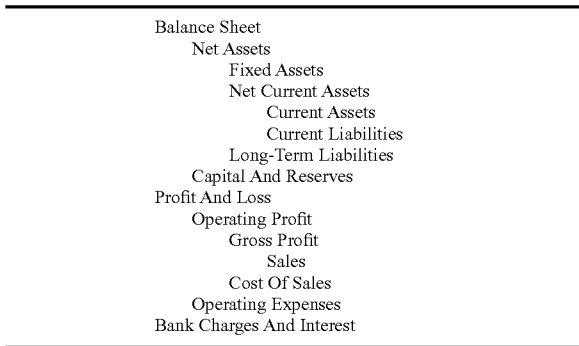 Balance Sheet
Net Assets
Fixed Assets
Net Current Assets
Current Assets
Current Liabilities
Long-Term Liabilities
Capital And Reserves
Profit And Loss
Operating Profit
Gross Profit
Sales
Cost Of Sales
Operating Expenses
Bank Charges And Interest